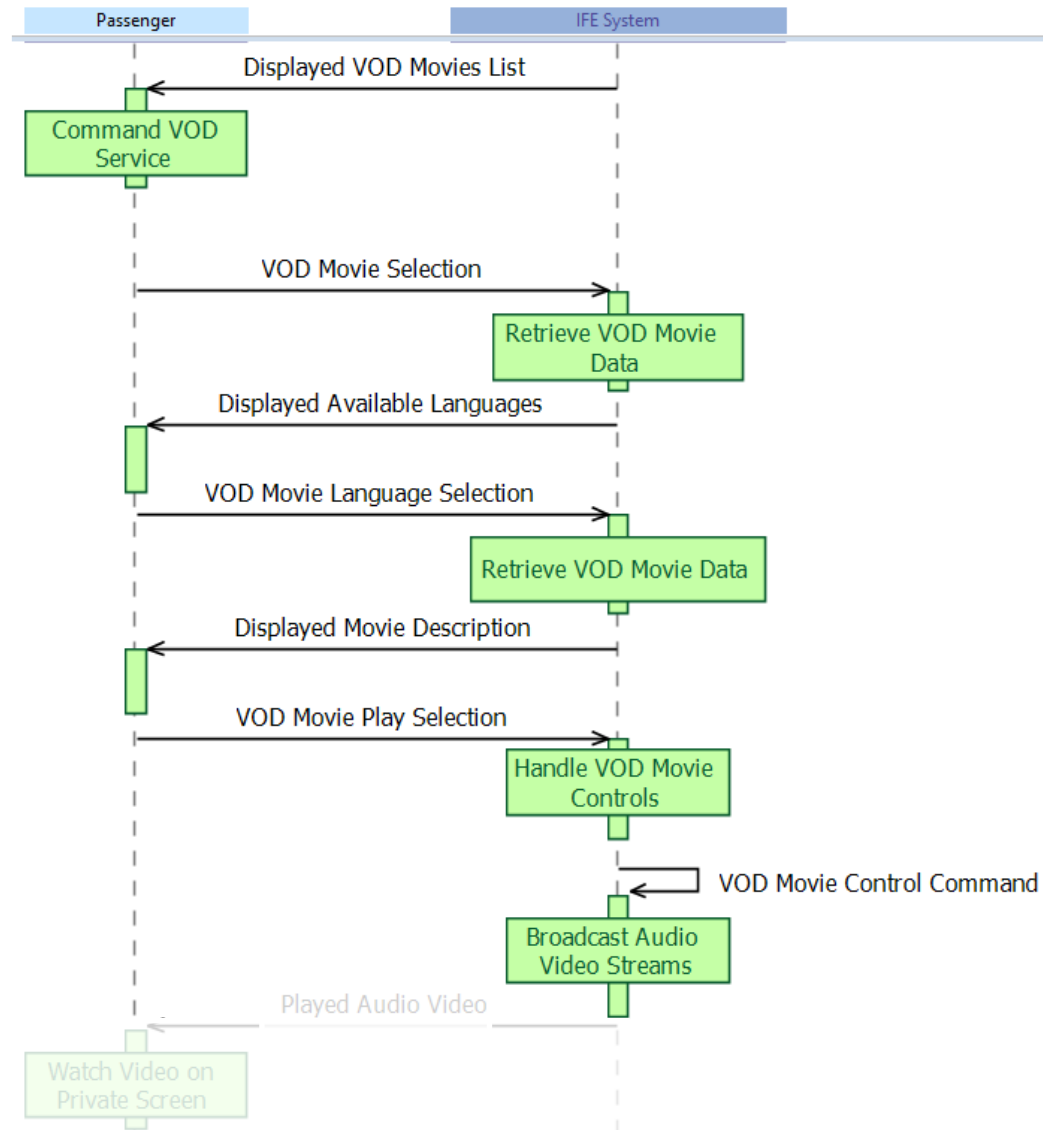 Passenger
IFE System
Displayed VOD Movies List
Command VOD
Service
VOD Movie Selection
Retrieve VOD Movie
Data
Displayed Available Languages
VOD Movie Language Selection
Retrieve VOD Movie Data
Displayed Movie Description
VOD Movie Play Selection
Handle VOD Movie
Controls
VOD Movie Control Command
Broadcast Audio
Video Streams
Played Audio Video
Watch Video on
Private Screen